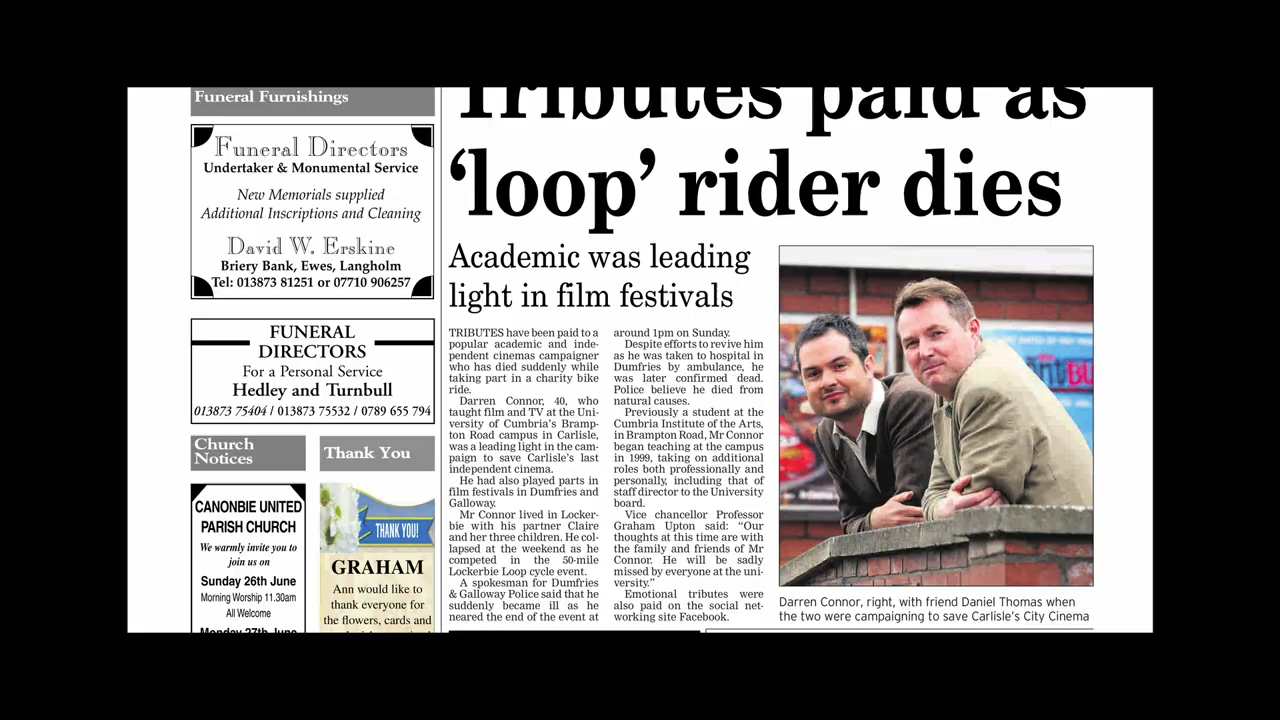 Funeral Furnishings
Funeral Directors
Undertaker & Monumental Service
New Memorials supplied
Additional Inscriptions and Cleaning
David W. Erskine
Briery Bank, Ewes, Langholm
Tel: 013873 81251 or 07710 906257
FUNERAL
DIRECTORS
For a Personal Service
Hedley and Turnbull
013873 75404 / 013873 75532 / 0789 655 794
Church
Notices
CANONBIE UNITED
PARISH CHURCH
We warmly invite you to
join us on
Sunday 26th June
Morning Worship 11.30am
All Welcome
Monday 27th June
Thank You
THANK YOU!
GRAHAM
Ann would like to
thank everyone for
the flowers, cards and
Tributes paid as
‘loop’ rider dies
Academic was leading
light in film festivals
TRIBUTES have been paid to a
popular academic and inde-
pendent cinemas campaigner
who has died suddenly while
taking part in a charity bike
ride.
Darren Connor, 40, who
taught film and TV at the Uni-
versity of Cumbria's Bramp-
ton Road campus in Carlisle,
was a leading light in the cam-
paign to save Carlisle's last
independent cinema.
He had also played parts in
film festivals in Dumfries and
Galloway.
Mr Connor lived in Locker-
bie with his partner Claire
and her three children. He col-
lapsed at the weekend as he
competed in the 50-mile
Lockerbie Loop cycle event.
A spokesman for Dumfries
& Galloway Police said that he
suddenly became ill as he
neared the end of the event at
around 1pm on Sunday.
Despite efforts to revive him
as he was taken to hospital in
Dumfries by ambulance, he
was later confirmed dead.
Police believe he died from
natural causes.
Previously a student at the
Cumbria Institute of the Arts,
in Brampton Road, Mr Connor
began teaching at the campus
in 1999, taking on additional
roles both professionally and
personally, including that of
staff director to the University
board.
Vice chancellor Professor
Graham Upton said: “Our
thoughts at this time are with
the family and friends of Mr
Connor. He will be sadly
missed by everyone at the uni-
versity.”
Emotional tributes were
also paid on the social net-
working site Facebook.
Darren Connor, right, with friend Daniel Thomas when
the two were campaigning to save Carlisle's City Cinema